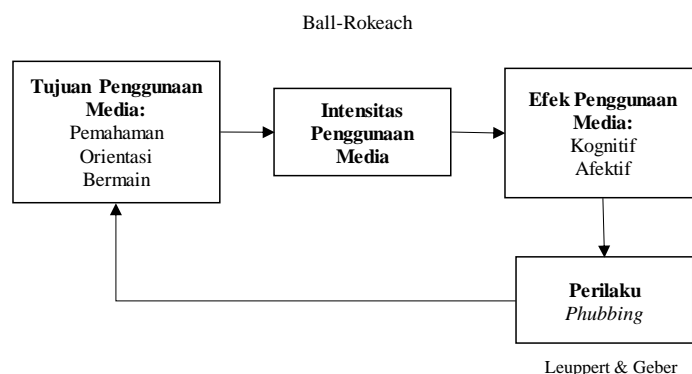 Ball-Rokeach
Tujuan Penggunaan
Media:
Pemahaman
Orientasi
Bermain
Intensitas
Penggunaan
Media
Efek Penggunaan
Media:
Kognitif
Afektif
Perilaku
Phubbing
Leuppert & Geber